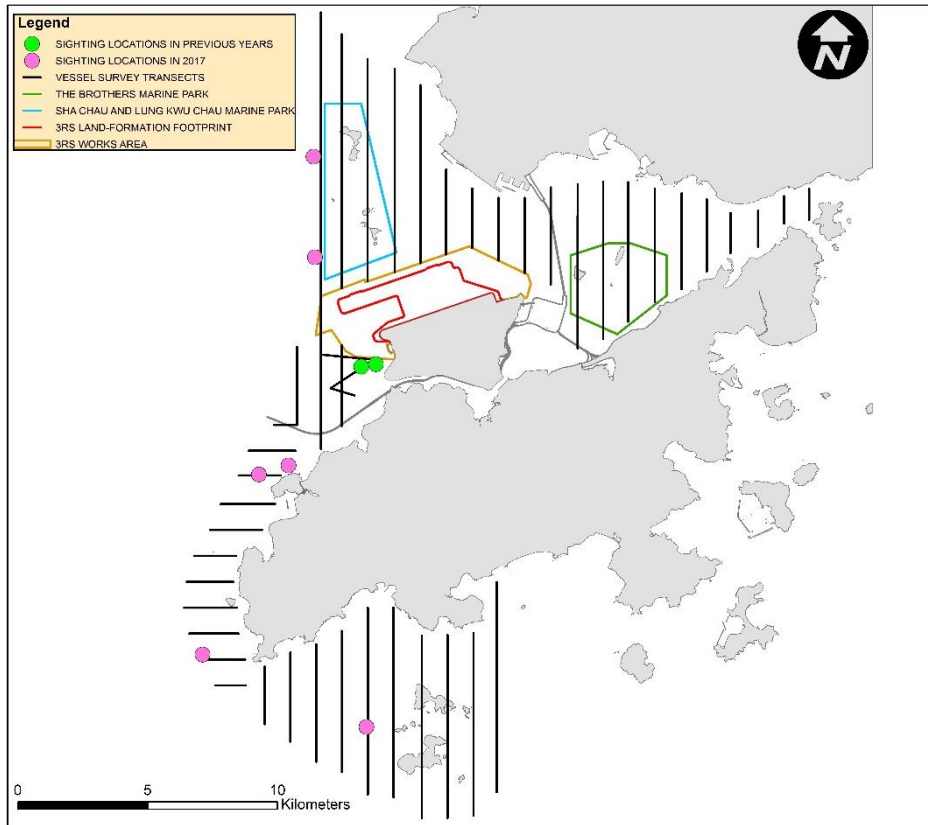 Legend
SIGHTING LOCATIONS IN PREVIOUS YEARS
SIGHTING LOCATIONS IN 2017
VESSEL SURVEY TRANSECTS
THE BROTHERS MARINE PARK
SHA CHAU AND LUNG KWU CHAU MARINE PARK
3RS LAND-FORMATION FOOTPRINT
3RS WORKS AREA
N
0 5 10
Kilometers